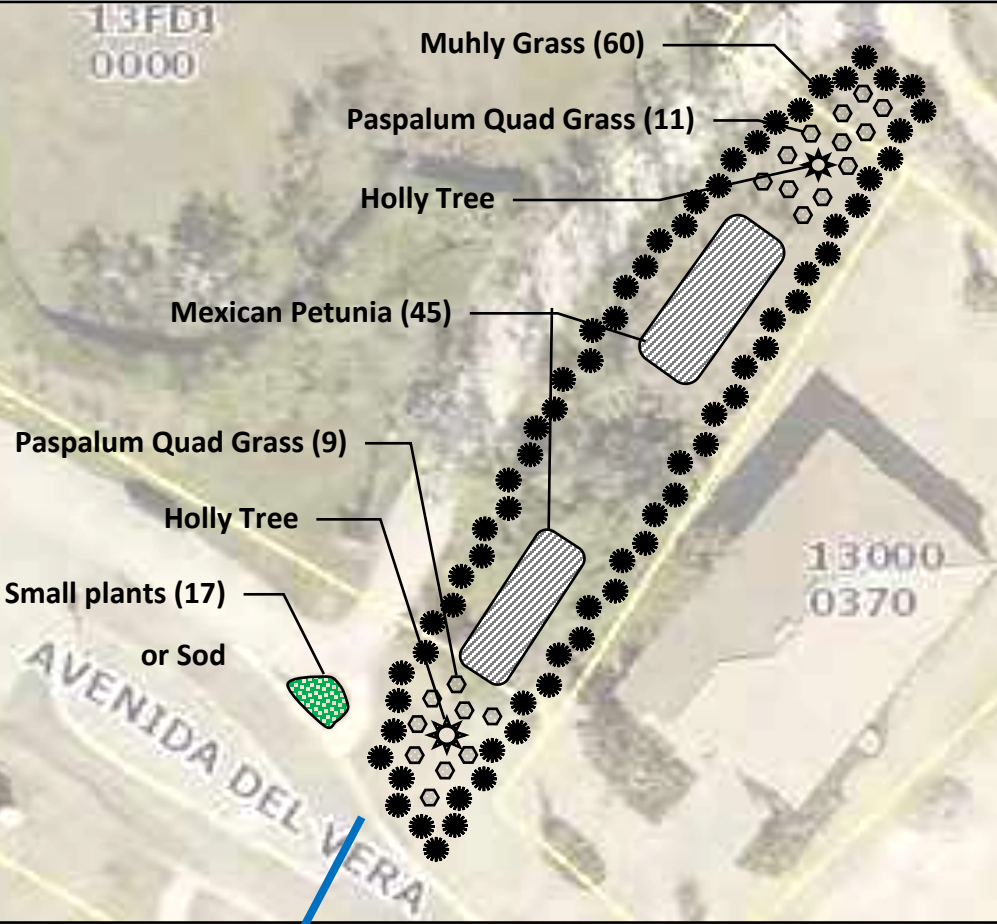 13FD1
0000
Muhly Grass (60)
Paspalum Quad Grass (11)
Holly Tree
Mexican Petunia (45)
Paspalum Quad Grass (9)
Holly Tree
Small plants (17)
or Sod
13000
0370
AVENIDA DEL VERA